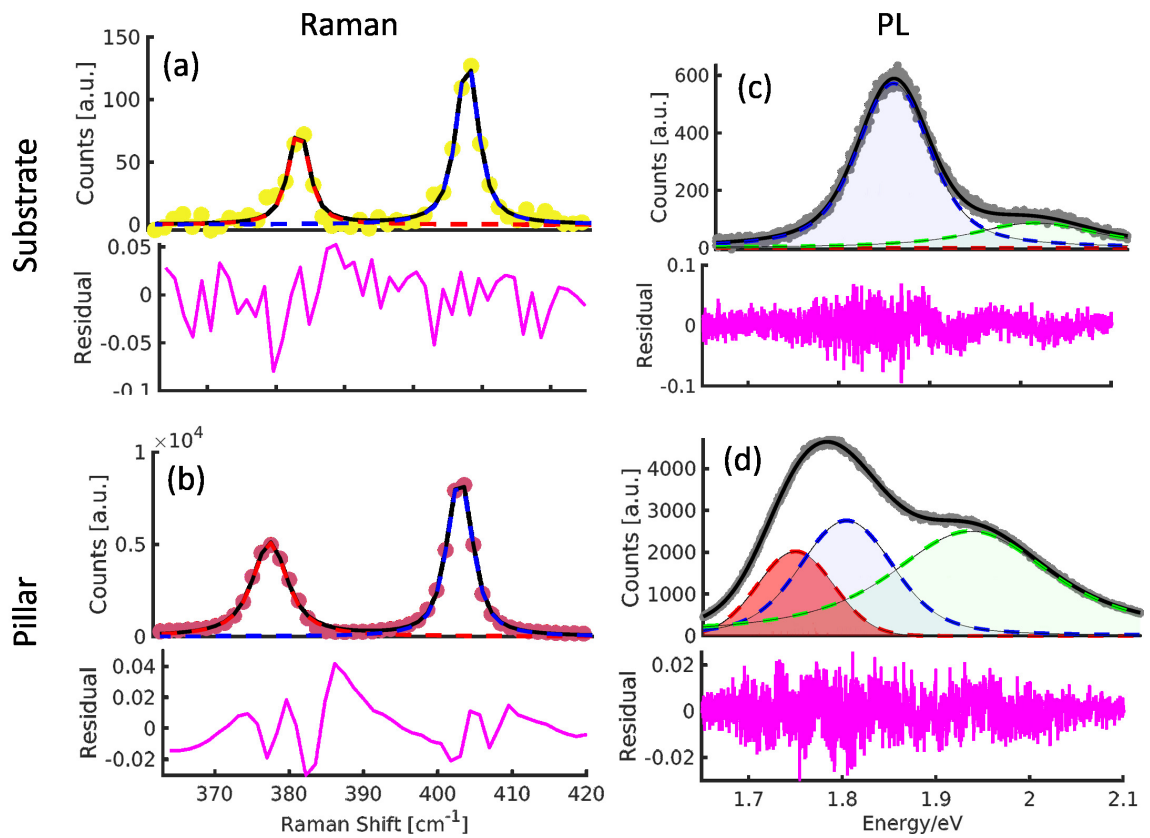 Raman
PL
Substrate
(a)
Counts [a.u.]
150
100
50
0
Residual
0.05
0
-0.05
-0.1
(c)
Counts [a.u.]
600
400
200
0
Residual
0.1
0
-0.1
Pillar
(b)
×10⁴
Counts [a.u.]
1
0.5
0
Residual
0.04
0.02
0
-0.02
370 380 390 400 410 420
Raman Shift [cm⁻¹]
(d)
Counts [a.u.]
4000
3000
2000
1000
0
Residual
0.02
0
-0.02
1.7 1.8 1.9 2 2.1
Energy/eV